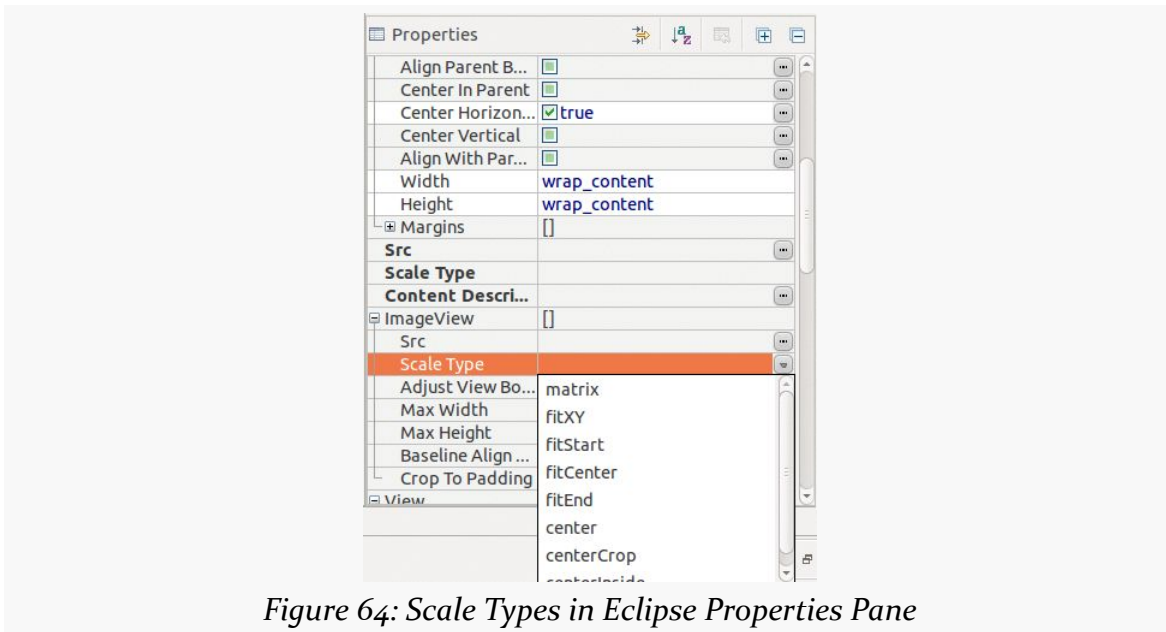 Properties
Align Parent B...
Center In Parent
Center Horizon... true
Center Vertical
Align With Par...
Width wrap_content
Height wrap_content
Margins []
Src
Scale Type
Content Descri...
ImageView []
Src
Scale Type
Adjust View Bo...
Max Width
Max Height
Baseline Align ...
Crop To Padding
View
matrix
fitXY
fitStart
fitCenter
fitEnd
center
centerCrop
centerInside
Figure 64: Scale Types in Eclipse Properties Pane